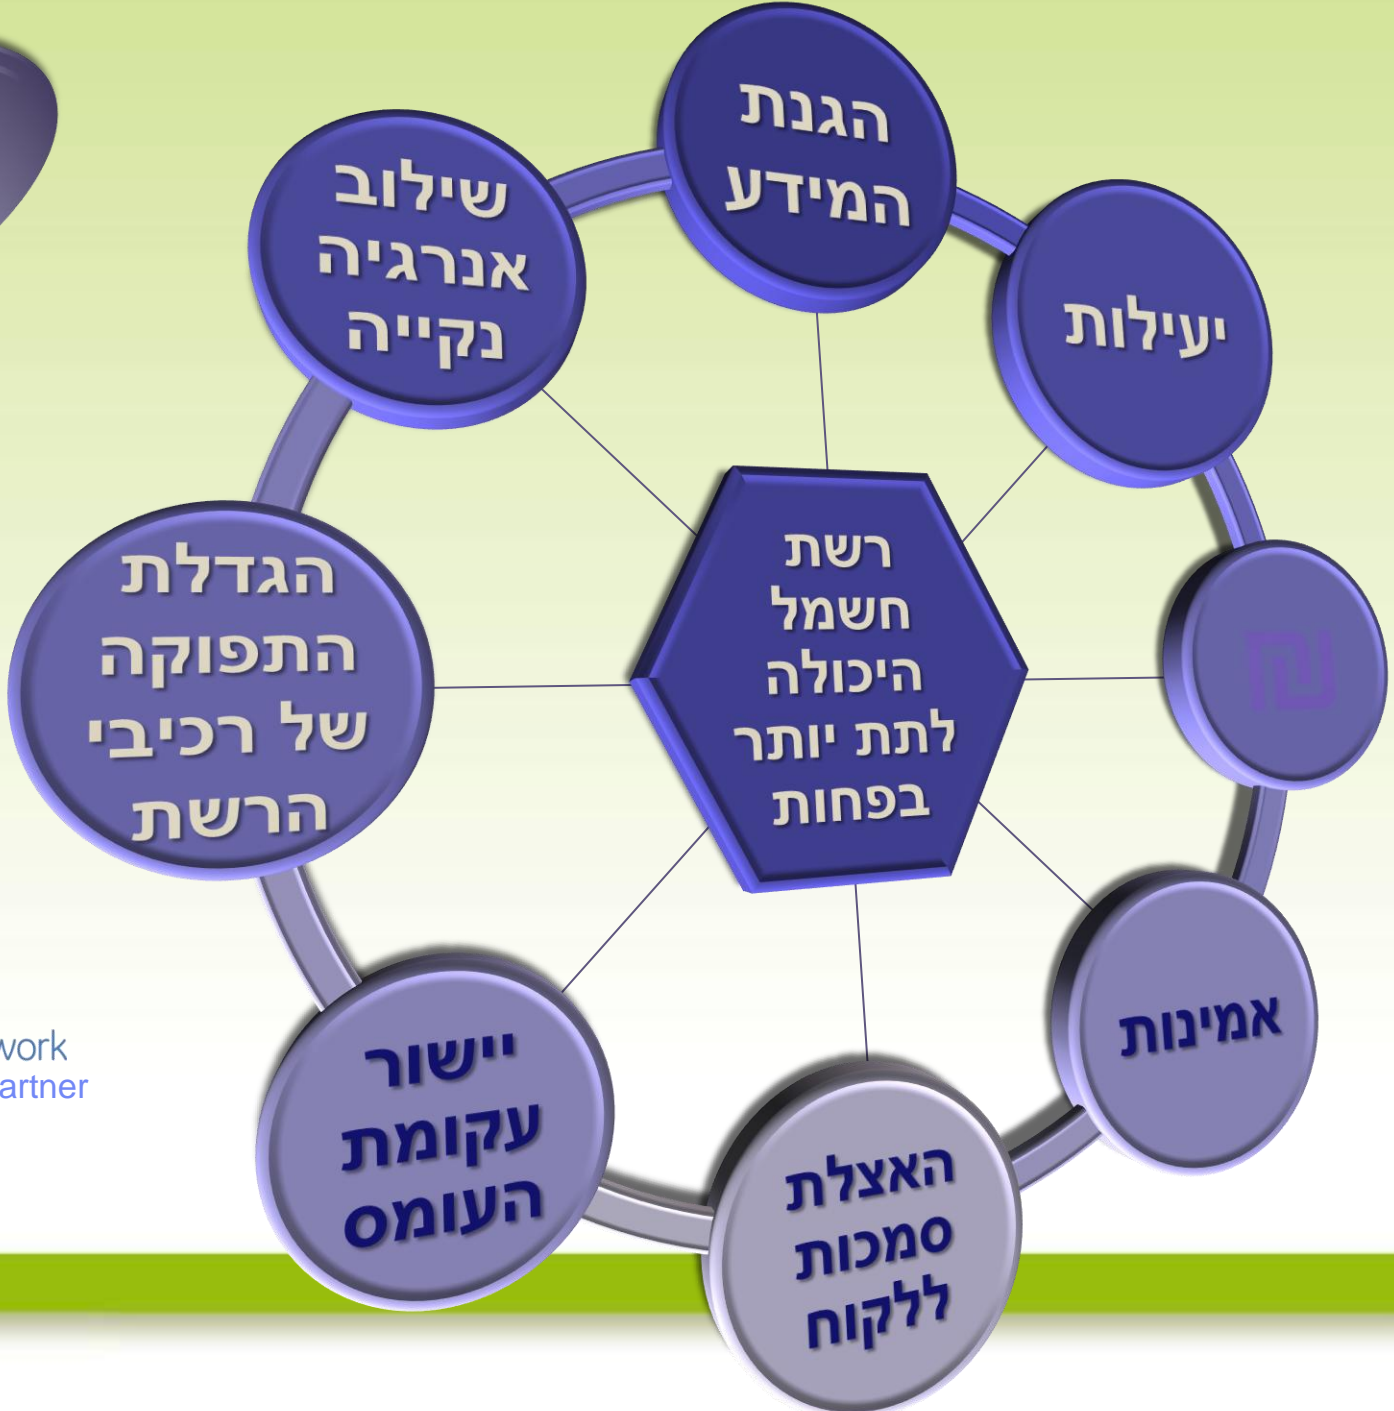 הגנת
המידע
יעילות
₪
אמינות
האצלת
סמכות
ללקוח
יישור
עקומת
העומס
הגדלת
התפוקה
של רכיבי
הרשת
שילוב
אנרגיה
נקייה
רשת
חשמל
היכולה
לתת יותר
בפחות
work
artner